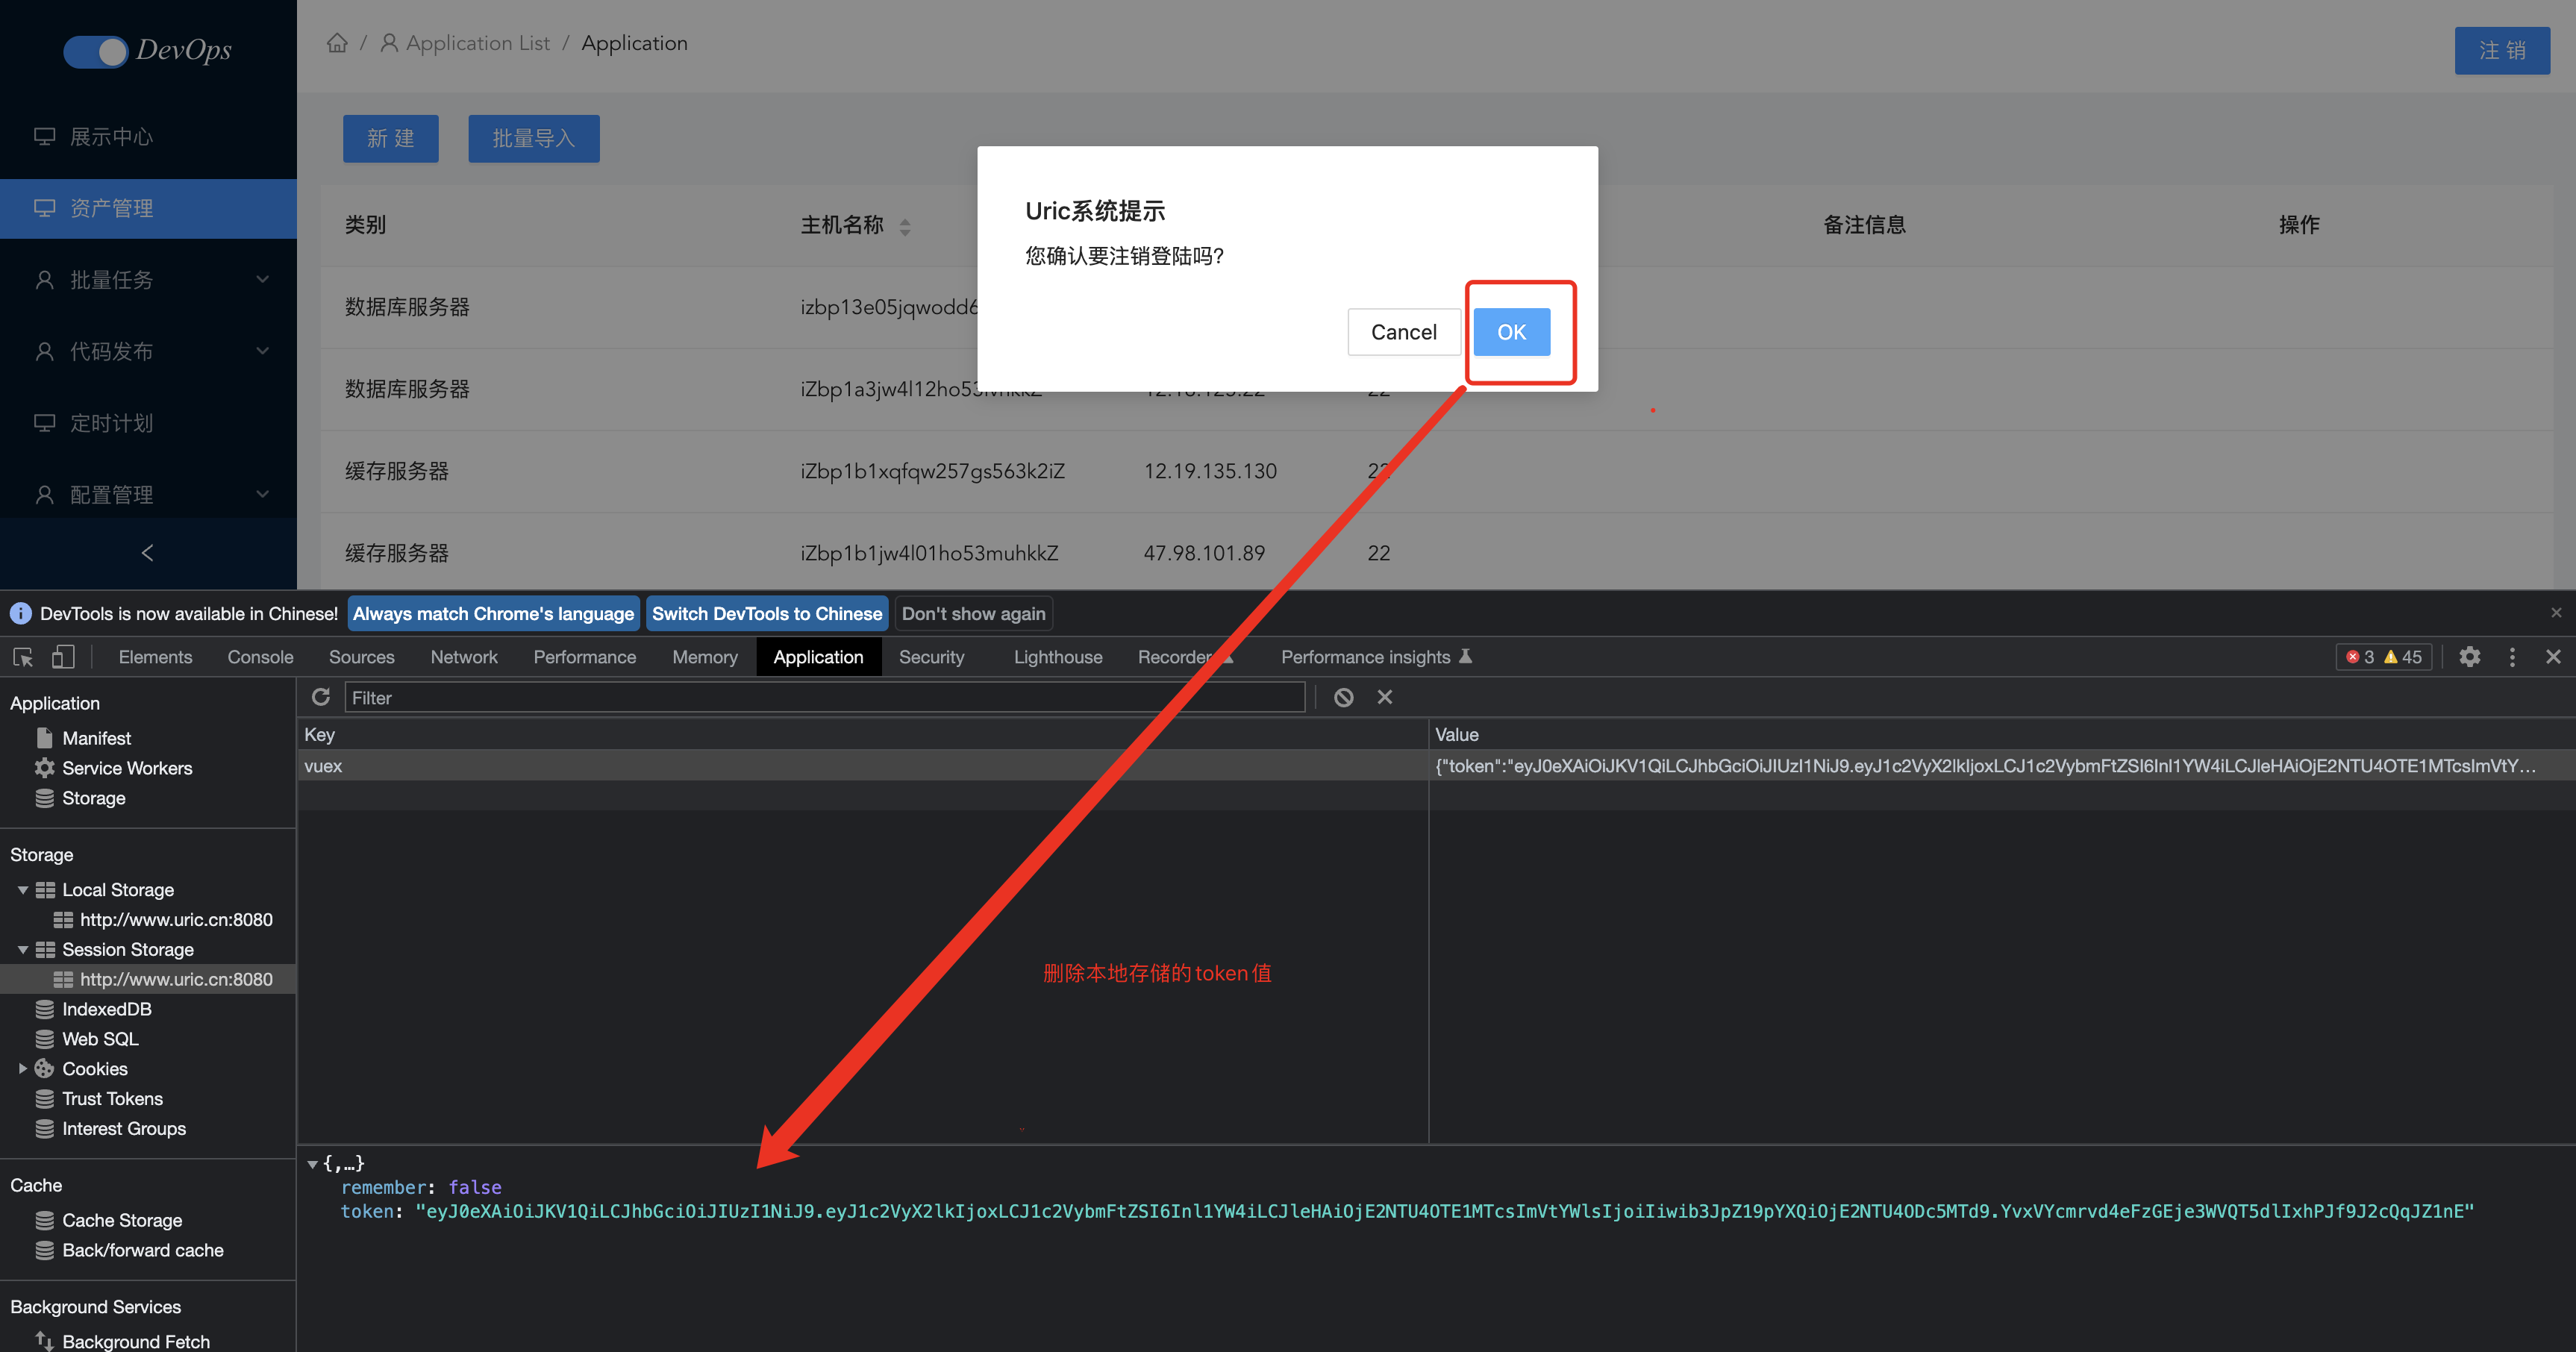 DevOps
/ Application List / Application
注 销
展示中心
资产管理
批量任务
代码发布
定时计划
配置管理
新 建
批量导入
类别 主机名称 备注信息 操作
数据库服务器 izbp13e05jqwodd
数据库服务器
缓存服务器 iZbp1b1xqfqw257gs563k2iZ 12.19.135.130 22
缓存服务器 iZbp1b1jw4l01ho53muhkkZ 47.98.101.89 22
Uric系统提示
您确认要注销登陆吗?
Cancel OK
DevTools is now available in Chinese! Always match Chrome's language Switch DevTools to Chinese Don't show again
Elements Console Sources Network Performance Memory Application Security Lighthouse Recorder Performance insights 3 45
Application
Manifest
Service Workers
Storage
Storage
Local Storage
http://www.uric.cn:8080
Session Storage
http://www.uric.cn:8080
IndexedDB
Web SQL
Cookies
Trust Tokens
Interest Groups
Cache
Cache Storage
Back/forward cache
Background Services
Background Fetch
Filter
Key Value
vuex {"token":"eyJ0eXAiOiJKV1QiLCJhbGciOiJIUzI1NiJ9.eyJ1c2VyX2lkIjoxLCJ1c2VybmFtZSI6Inl1YW4iLCJleHAiOjE2NTU4OTE1MTcsImVtY…
删除本地存储的token值
{,…}
remember: false
token: "eyJ0eXAiOiJKV1QiLCJhbGciOiJIUzI1NiJ9.eyJ1c2VyX2lkIjoxLCJ1c2VybmFtZSI6Inl1YW4iLCJleHAiOjE2NTU4OTE1MTcsImVtYWlsIjoiIiwib3JpZ19pYXQiOjE2NTU4ODc5MTd9.YvxVYcmrvd4eFzGEje3WVQT5dlIxhPJf9J2cQqJZ1nE"